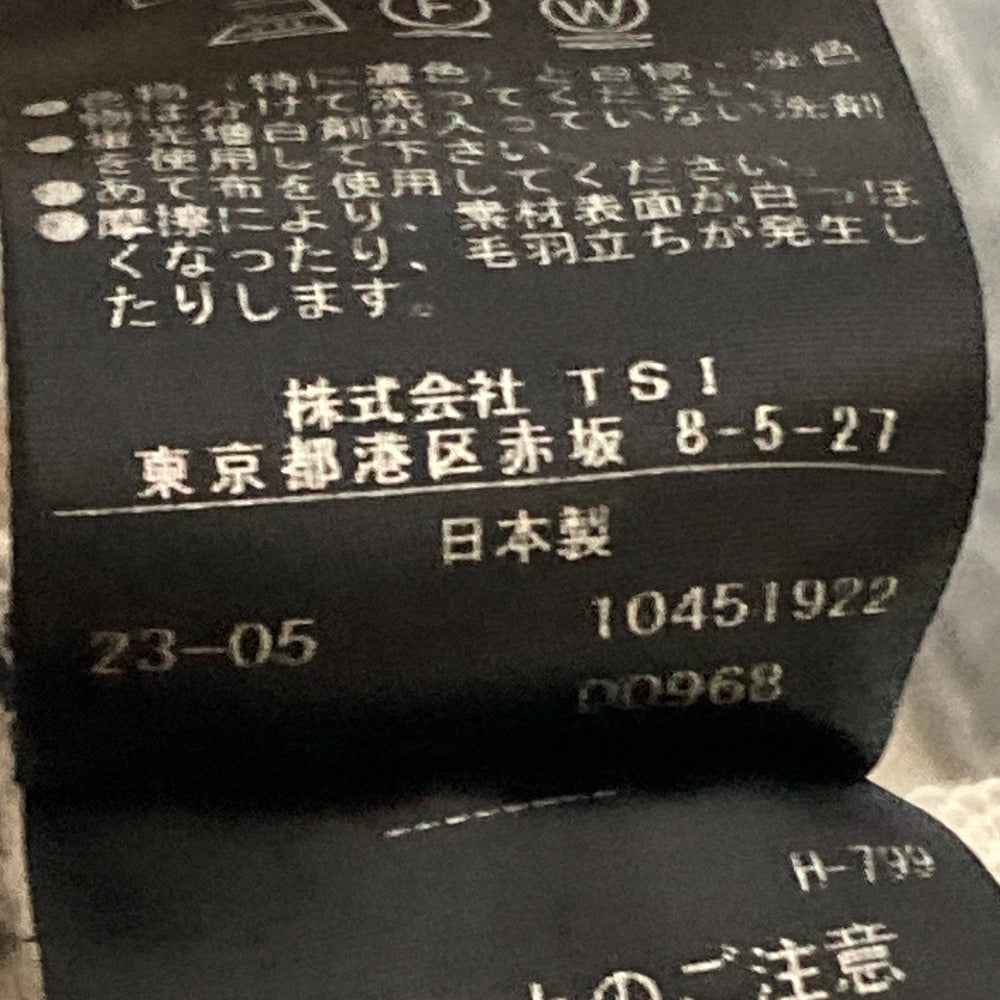 F W
●色物(特に濃色)と白物・淡色
物は分けて洗ってください。
●蛍光増白剤が入っていない洗剤
を使用して下さい。
●あて布を使用してください。
●摩擦により、素材表面が白っぽ
くなったり、毛羽立ちが発生し
たりします。
株式会社 TSI
東京都港区赤坂 8-5-27
日本製
23-05 10451922
00968
H-799
のご注意